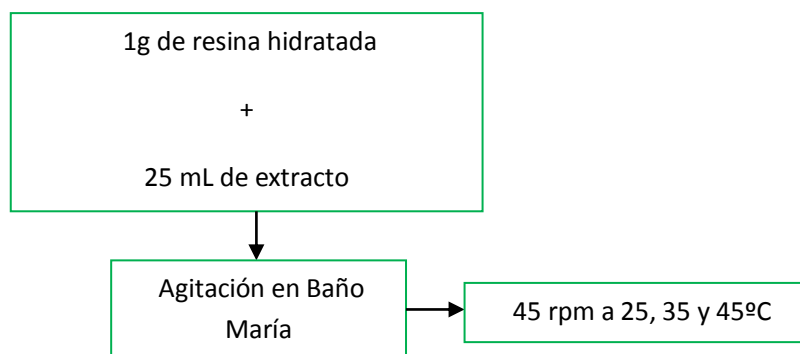 1g de resina hidratada
+
25 mL de extracto
Agitación en Baño
María
45 rpm a 25, 35 y 45ºC